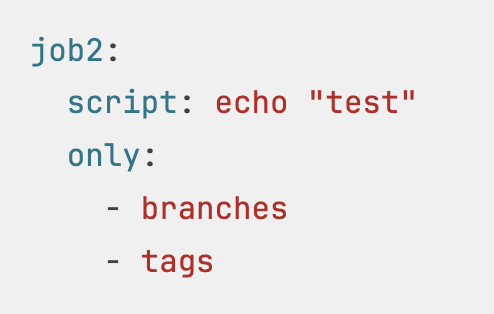 job2:
  script: echo "test"
  only:
    - branches
    - tags